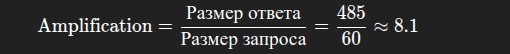 Amplification = Размер ответа / Размер запроса = 485 / 60 ≈ 8.1